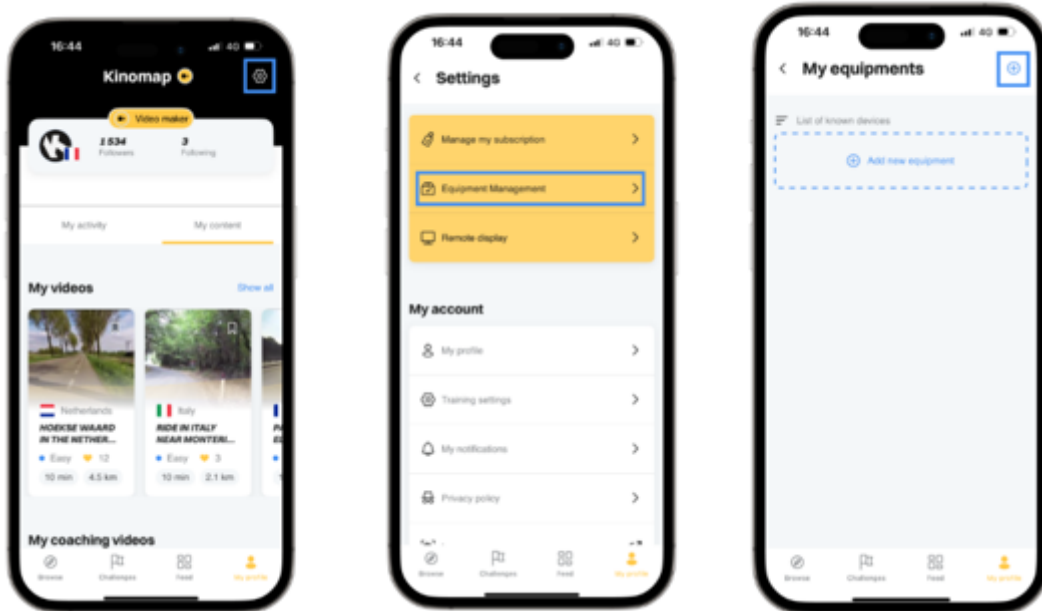 16:44
4G
Kinomap
Video maker
1 534
Followers
3
Following
My activity
My content
My videos
Show all
Netherlands
HOEKSE WAARD
IN THE NETHER...
Easy 12
10 min 4.5 km
Italy
RIDE IN ITALY
NEAR MONTERI...
Easy 3
10 min 2.1 km
My coaching videos
Browse
Challenges
Feed
My profile
16:44
4G
Settings
Manage my subscription
Equipment Management
Remote display
My account
My profile
Training settings
My notifications
Privacy policy
Browse
Challenges
Feed
My profile
16:44
4G
My equipments
List of known devices
Add new equipment
Browse
Challenges
Feed
My profile